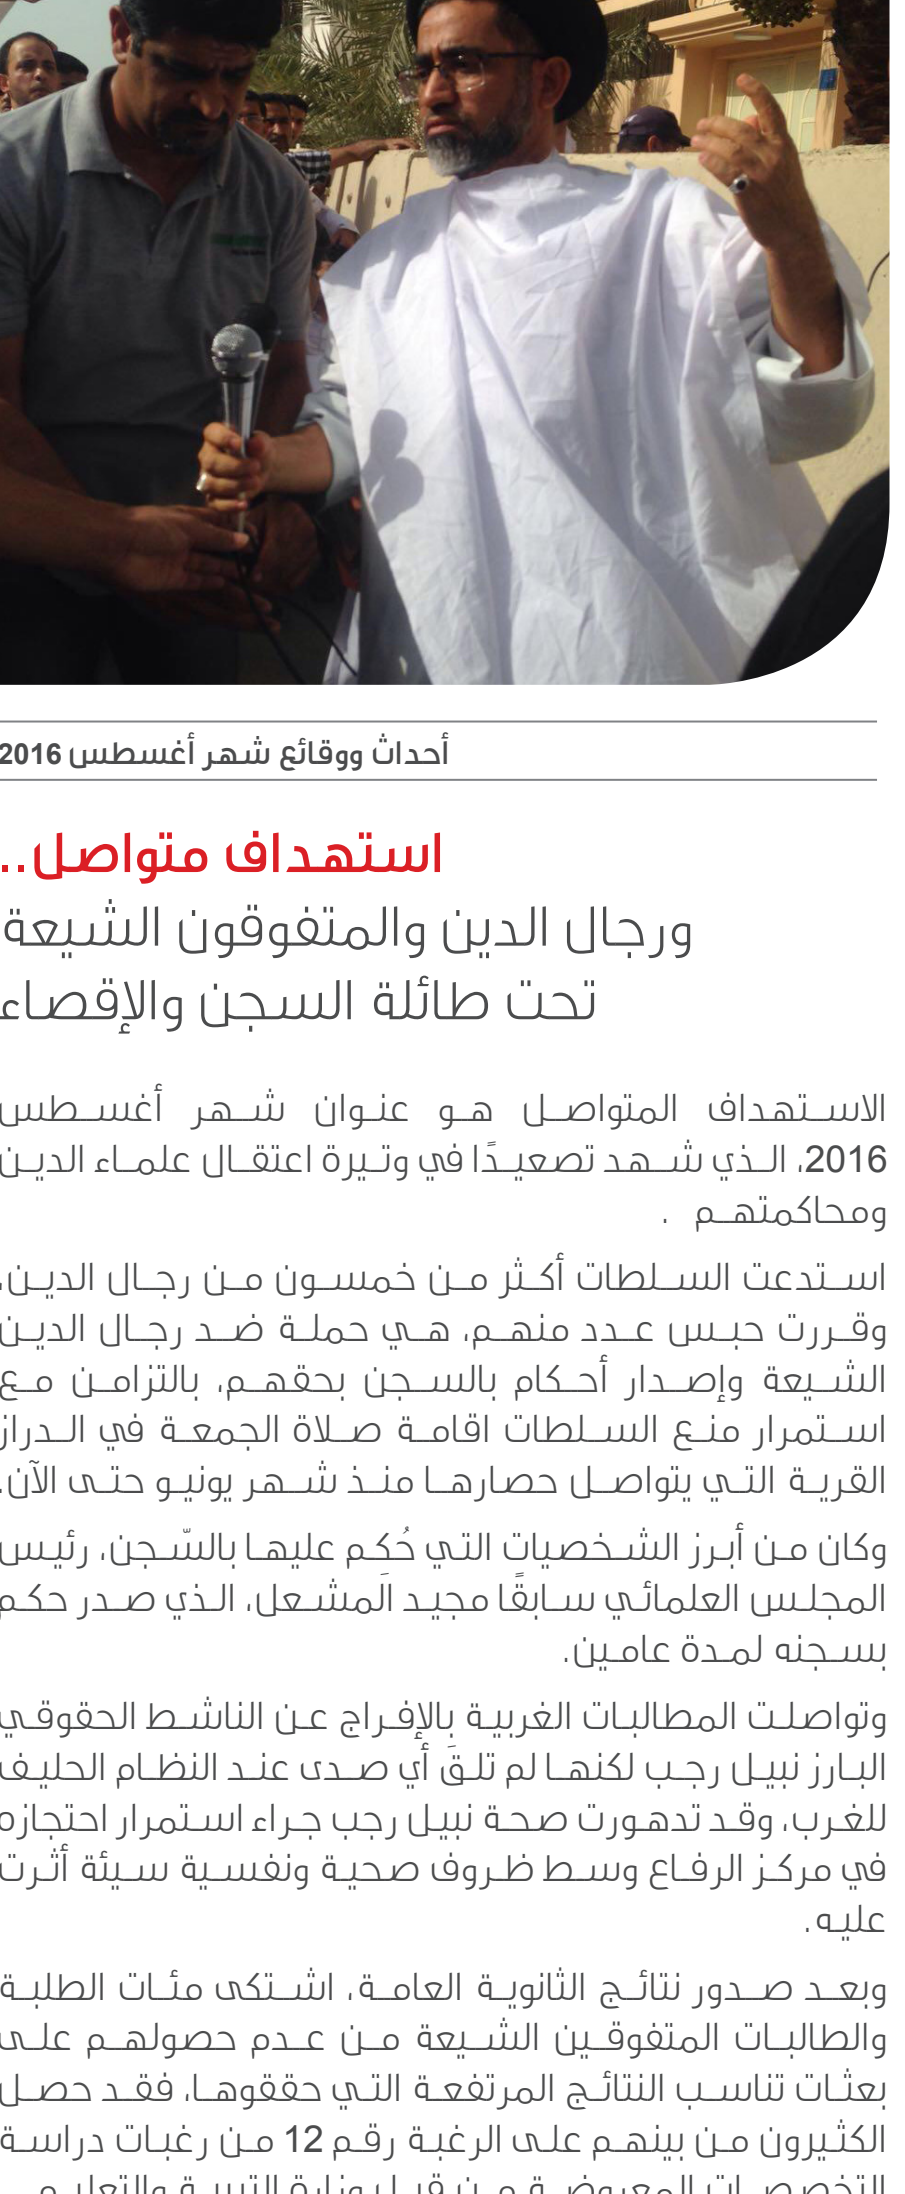 أحداث ووقائع شهر أغسطس 2016
استهداف متواصل..
ورجال الدين والمتفوقون الشيعة
تحت طائلة السجن والإقصاء
الاستهداف المتواصل هو عنوان شهر أغسطس
2016، الذي شهد تصعيدًا في وتيرة اعتقال علماء الدين
ومحاكمتهم .
استدعت السلطات أكثر من خمسون من رجال الدين،
وقررت حبس عدد منهم، هي حملة ضد رجال الدين
الشيعة وإصدار أحكام بالسجن بحقهم، بالتزامن مع
استمرار منع السلطات اقامة صلاة الجمعة في الدراز
القرية التي يتواصل حصارها منذ شهر يونيو حتى الآن.
وكان من أبرز الشخصيات التي حُكِم عليها بالسّجن، رئيس
المجلس العلمائي سابقًا مجيد المشعل، الذي صدر حكم
بسجنه لمدة عامين.
وتواصلت المطالبات الغربية بالإفراج عن الناشط الحقوقي
البارز نبيل رجب لكنها لم تلقَ أي صدى عند النظام الحليف
للغرب، وقد تدهورت صحة نبيل رجب جراء استمرار احتجازه
في مركز الرفاع وسط ظروف صحية ونفسية سيئة أثرت
عليه.
وبعد صدور نتائج الثانوية العامة، اشتكى مئات الطلبة
والطالبات المتفوقين الشيعة من عدم حصولهم على
بعثات تناسب النتائج المرتفعة التي حققوها، فقد حصل
الكثيرون من بينهم على الرغبة رقم 12 من رغبات دراسة
التخصصات المعروضة من قبل وزارة التربية والتعليم